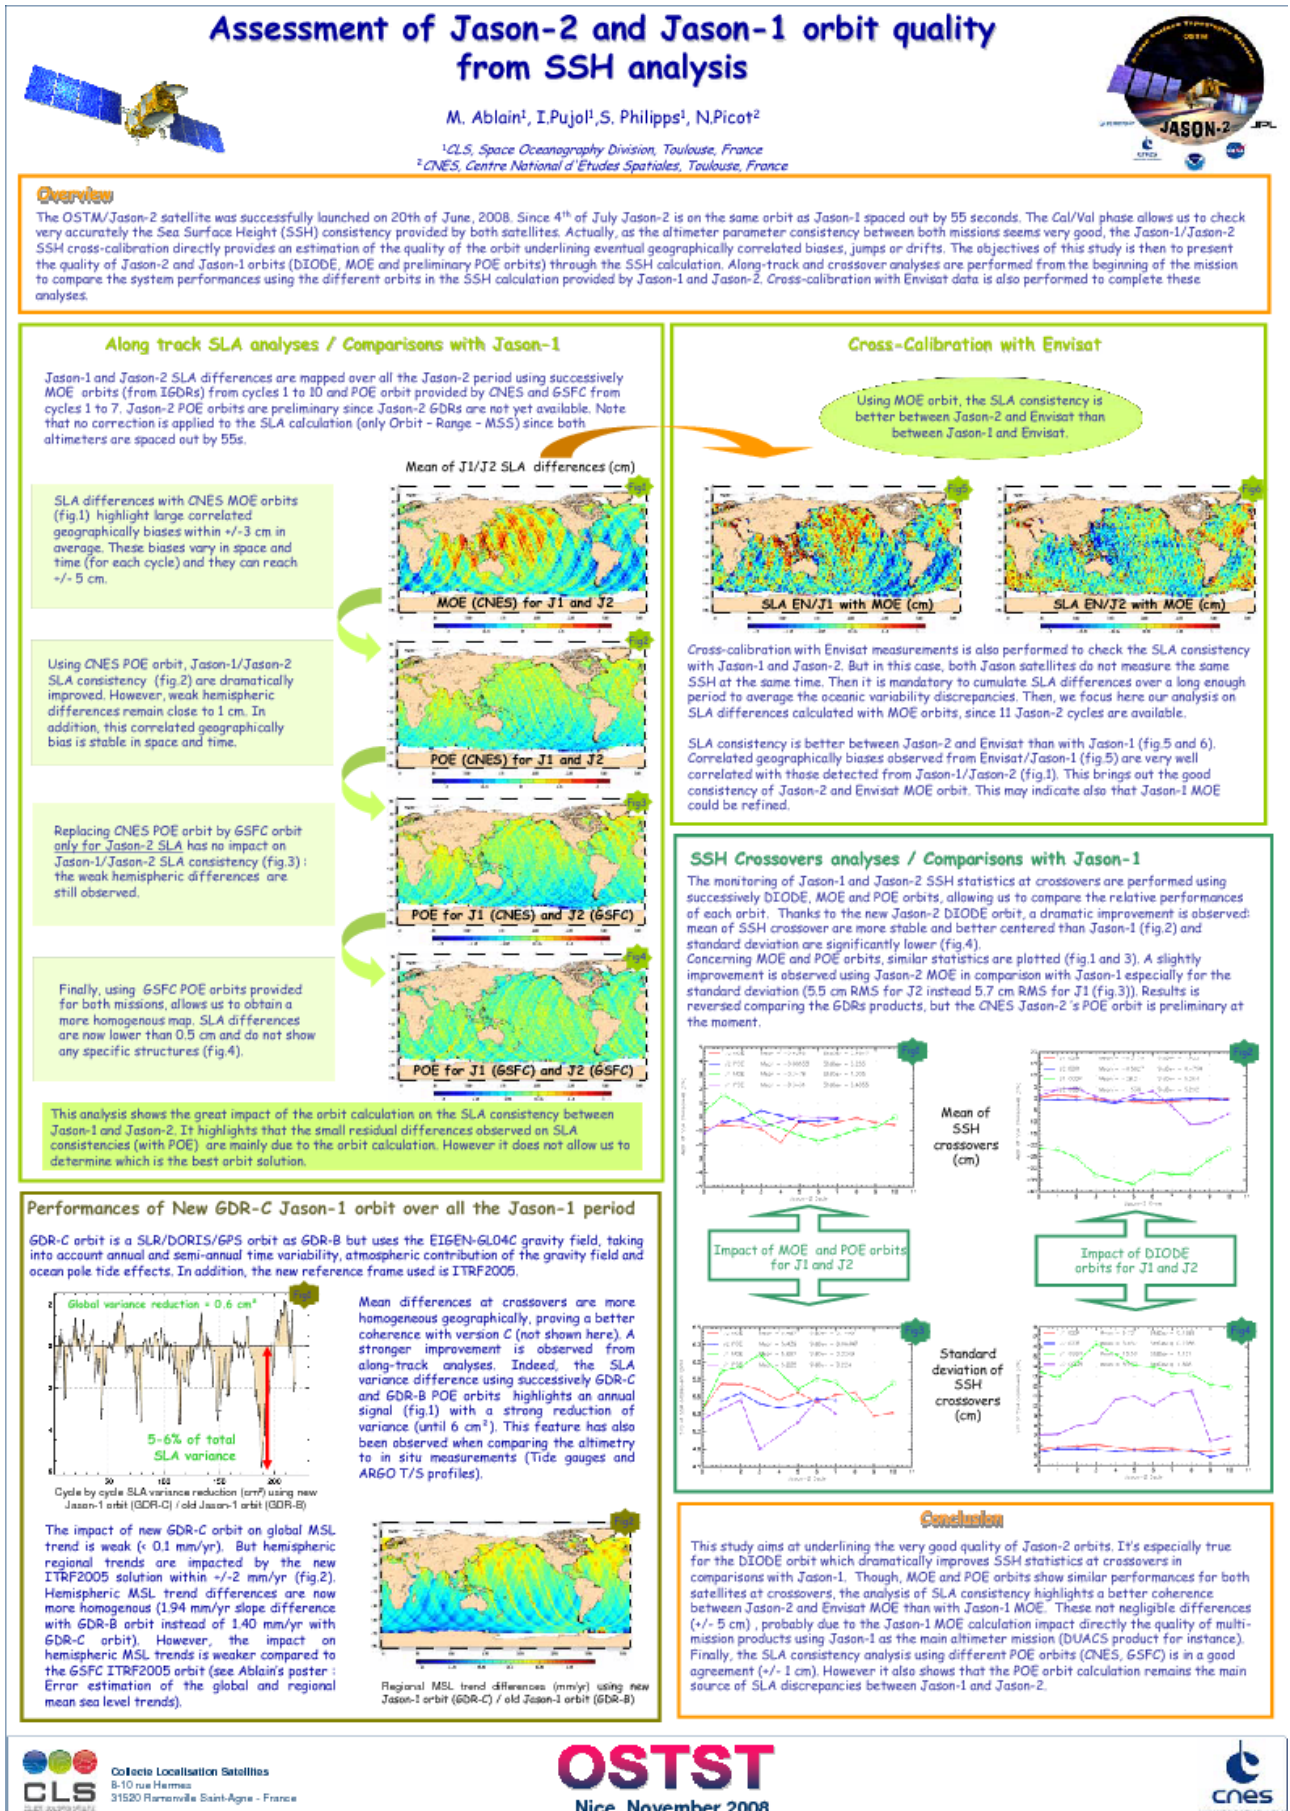 Assessment of Jason-2 and Jason-1 orbit quality
from SSH analysis
M. Ablain¹, I.Pujol¹,S. Philipps¹, N.Picot²
¹CLS, Space Oceanography Division, Toulouse, France
²CNES, Centre National d'Etudes Spatiales, Toulouse, France
OSTM
JASON-2
JPL
cnes
Overview
The OSTM/Jason-2 satellite was successfully launched on 20th of June, 2008. Since 4th of July Jason-2 is on the same orbit as Jason-1 spaced out by 55 seconds. The Cal/Val phase allows us to check
very accurately the Sea Surface Height (SSH) consistency provided by both satellites. Actually, as the altimeter parameter consistency between both missions seems very good, the Jason-1/Jason-2
SSH cross-calibration directly provides an estimation of the quality of the orbit underlining eventual geographically correlated biases, jumps or drifts. The objectives of this study is then to present
the quality of Jason-2 and Jason-1 orbits (DIODE, MOE and preliminary POE orbits) through the SSH calculation. Along-track and crossover analyses are performed from the beginning of the mission
to compare the system performances using the different orbits in the SSH calculation provided by Jason-1 and Jason-2. Cross-calibration with Envisat data is also performed to complete these
analyses.
Along track SLA analyses / Comparisons with Jason-1
Jason-1 and Jason-2 SLA differences are mapped over all the Jason-2 period using successively
MOE orbits (from IGDRs) from cycles 1 to 10 and POE orbit provided by CNES and GSFC from
cycles 1 to 7. Jason-2 POE orbits are preliminary since Jason-2 GDRs are not yet available. Note
that no correction is applied to the SLA calculation (only Orbit – Range – MSS) since both
altimeters are spaced out by 55s.
Mean of J1/J2 SLA differences (cm)
SLA differences with CNES MOE orbits
(fig.1) highlight large correlated
geographically biases within +/-3 cm in
average. These biases vary in space and
time (for each cycle) and they can reach
+/- 5 cm.
Fig1
MOE (CNES) for J1 and J2
Using CNES POE orbit, Jason-1/Jason-2
SLA consistency (fig.2) are dramatically
improved. However, weak hemispheric
differences remain close to 1 cm. In
addition, this correlated geographically
bias is stable in space and time.
Fig2
POE (CNES) for J1 and J2
Replacing CNES POE orbit by GSFC orbit
only for Jason-2 SLA has no impact on
Jason-1/Jason-2 SLA consistency (fig.3) :
the weak hemispheric differences are
still observed.
Fig3
POE for J1 (CNES) and J2 (GSFC)
Finally, using GSFC POE orbits provided
for both missions, allows us to obtain a
more homogenous map. SLA differences
are now lower than 0.5 cm and do not show
any specific structures (fig.4).
Fig4
POE for J1 (GSFC) and J2 (GSFC)
This analysis shows the great impact of the orbit calculation on the SLA consistency between
Jason-1 and Jason-2. It highlights that the small residual differences observed on SLA
consistencies (with POE) are mainly due to the orbit calculation. However it does not allow us to
determine which is the best orbit solution.
Cross-Calibration with Envisat
Using MOE orbit, the SLA consistency is
better between Jason-2 and Envisat than
between Jason-1 and Envisat.
Fig5
Fig6
SLA EN/J1 with MOE (cm)
SLA EN/J2 with MOE (cm)
Cross-calibration with Envisat measurements is also performed to check the SLA consistency
with Jason-1 and Jason-2. But in this case, both Jason satellites do not measure the same
SSH at the same time. Then it is mandatory to cumulate SLA differences over a long enough
period to average the oceanic variability discrepancies. Then, we focus here our analysis on
SLA differences calculated with MOE orbits, since 11 Jason-2 cycles are available.
SLA consistency is better between Jason-2 and Envisat than with Jason-1 (fig.5 and 6).
Correlated geographically biases observed from Envisat/Jason-1 (fig.5) are very well
correlated with those detected from Jason-1/Jason-2 (fig.1). This brings out the good
consistency of Jason-2 and Envisat MOE orbit. This may indicate also that Jason-1 MOE
could be refined.
SSH Crossovers analyses / Comparisons with Jason-1
The monitoring of Jason-1 and Jason-2 SSH statistics at crossovers are performed using
successively DIODE, MOE and POE orbits, allowing us to compare the relative performances
of each orbit. Thanks to the new Jason-2 DIODE orbit, a dramatic improvement is observed:
mean of SSH crossover are more stable and better centered than Jason-1 (fig.2) and
standard deviation are significantly lower (fig.4).
Concerning MOE and POE orbits, similar statistics are plotted (fig.1 and 3). A slightly
improvement is observed using Jason-2 MOE in comparison with Jason-1 especially for the
standard deviation (5.5 cm RMS for J2 instead 5.7 cm RMS for J1 (fig.3)). Results is
reversed comparing the GDRs products, but the CNES Jason-2 's POE orbit is preliminary at
the moment.
Fig1
Mean of
SSH
crossovers
(cm)
Fig2
Impact of MOE and POE orbits
for J1 and J2
Impact of DIODE
orbits for J1 and J2
Fig3
Standard
deviation of
SSH
crossovers
(cm)
Fig4
Performances of New GDR-C Jason-1 orbit over all the Jason-1 period
GDR-C orbit is a SLR/DORIS/GPS orbit as GDR-B but uses the EIGEN-GL04C gravity field, taking
into account annual and semi-annual time variability, atmospheric contribution of the gravity field and
ocean pole tide effects. In addition, the new reference frame used is ITRF2005.
Global variance reduction = 0.6 cm²
Fig1
5-6% of total
SLA variance
50 100 150 200
Cycle by cycle SLA variance reduction (cm²) using new
Jason-1 orbit (GDR-C) / old Jason-1 orbit (GDR-B)
Mean differences at crossovers are more
homogeneous geographically, proving a better
coherence with version C (not shown here). A
stronger improvement is observed from
along-track analyses. Indeed, the SLA
variance difference using successively GDR-C
and GDR-B POE orbits highlights an annual
signal (fig.1) with a strong reduction of
variance (until 6 cm²). This feature has also
been observed when comparing the altimetry
to in situ measurements (Tide gauges and
ARGO T/S profiles).
The impact of new GDR-C orbit on global MSL
trend is weak (< 0.1 mm/yr). But hemispheric
regional trends are impacted by the new
ITRF2005 solution within +/-2 mm/yr (fig.2).
Hemispheric MSL trend differences are now
more homogenous (1.94 mm/yr slope difference
with GDR-B orbit instead of 1.40 mm/yr with
GDR-C orbit). However, the impact on
hemispheric MSL trends is weaker compared to
the GSFC ITRF2005 orbit (see Ablain's poster :
Error estimation of the global and regional
mean sea level trends).
Fig2
Regional MSL trend differences (mm/yr) using new
Jason-1 orbit (GDR-C) / old Jason-1 orbit (GDR-B)
Conclusion
This study aims at underlining the very good quality of Jason-2 orbits. It's especially true
for the DIODE orbit which dramatically improves SSH statistics at crossovers in
comparisons with Jason-1. Though, MOE and POE orbits show similar performances for both
satellites at crossovers, the analysis of SLA consistency highlights a better coherence
between Jason-2 and Envisat MOE than with Jason-1 MOE. These not negligible differences
(+/- 5 cm) , probably due to the Jason-1 MOE calculation impact directly the quality of multi-
mission products using Jason-1 as the main altimeter mission (DUACS product for instance).
Finally, the SLA consistency analysis using different POE orbits (CNES, GSFC) is in a good
agreement (+/- 1 cm). However it also shows that the POE orbit calculation remains the main
source of SLA discrepancies between Jason-1 and Jason-2.
CLS
Collecte Localisation Satellites
8-10 rue Hermes
31520 Ramonville Saint-Agne - France
OSTST
Nice, November 2008
cnes